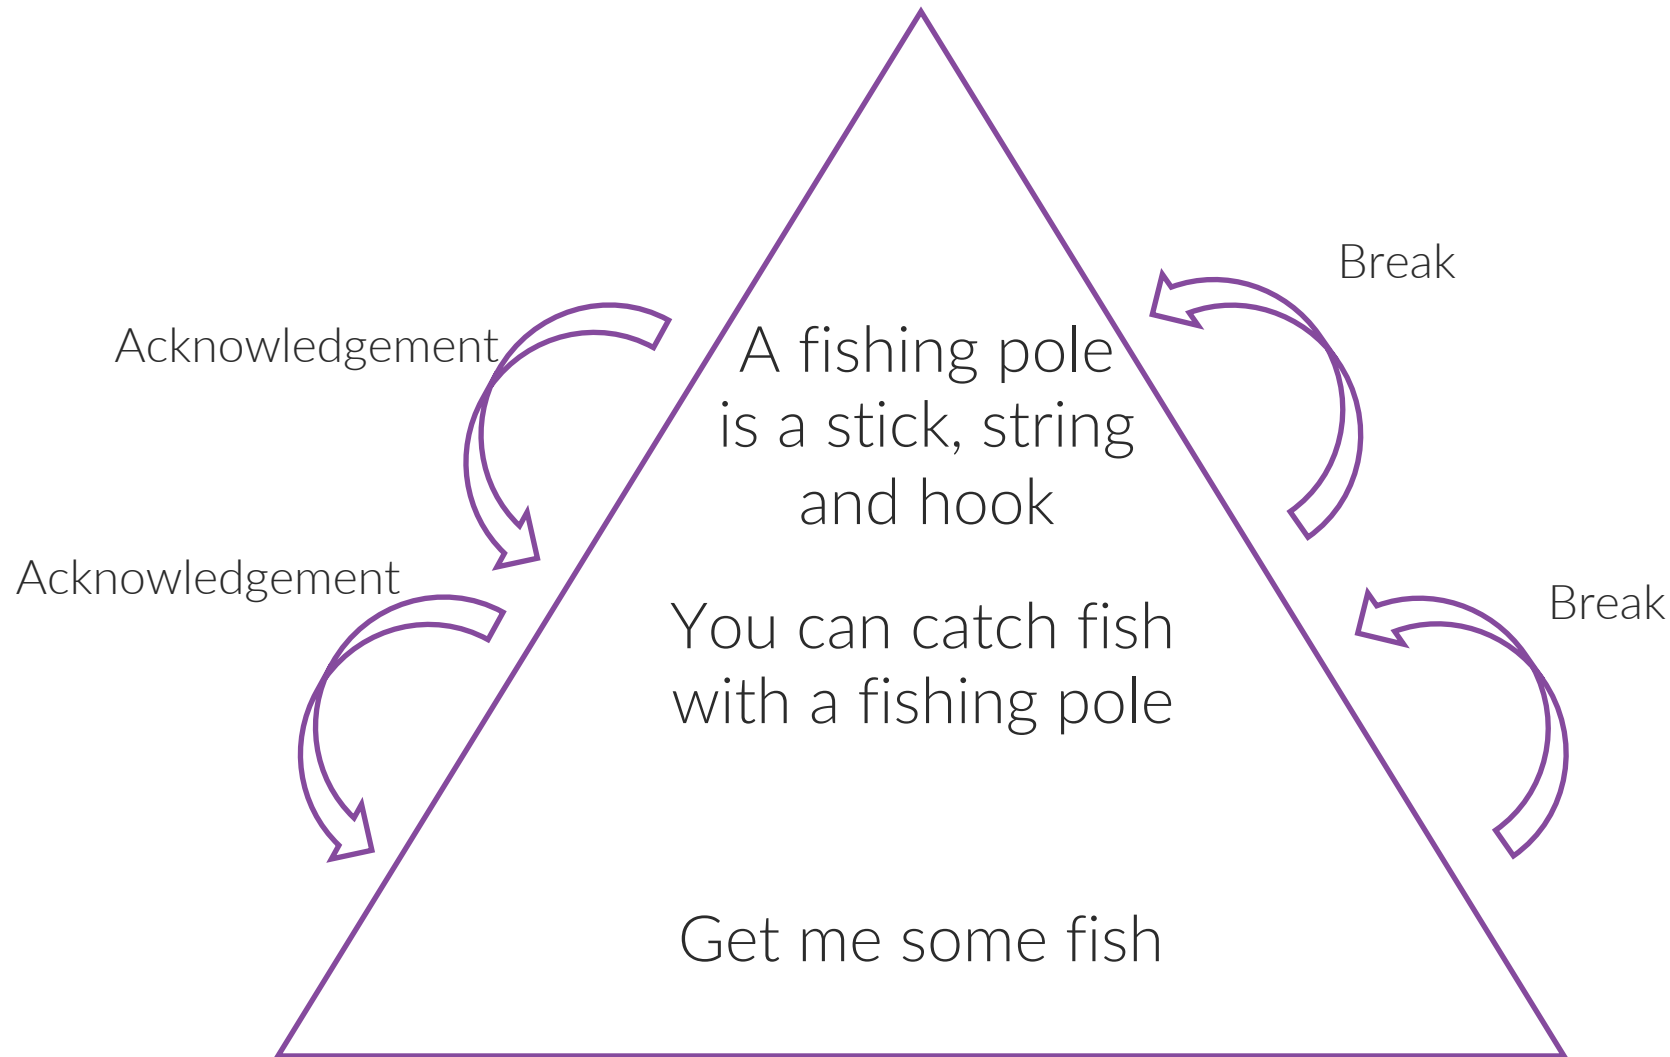 Break
Acknowledgement
A fishing pole
is a stick, string
and hook
Acknowledgement
Break
You can catch fish
with a fishing pole
Get me some fish